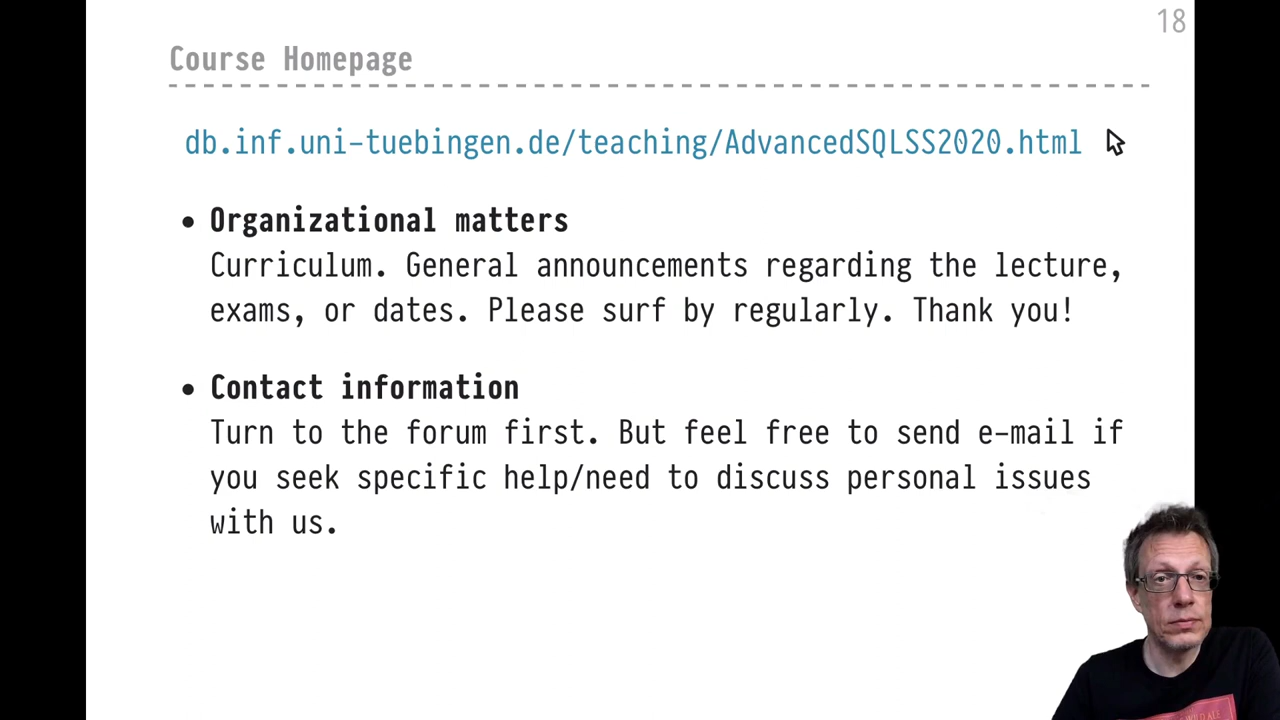 18
Course Homepage
db.inf.uni-tuebingen.de/teaching/AdvancedSQLSS2020.html
• Organizational matters
Curriculum. General announcements regarding the lecture,
exams, or dates. Please surf by regularly. Thank you!
• Contact information
Turn to the forum first. But feel free to send e-mail if
you seek specific help/need to discuss personal issues
with us.